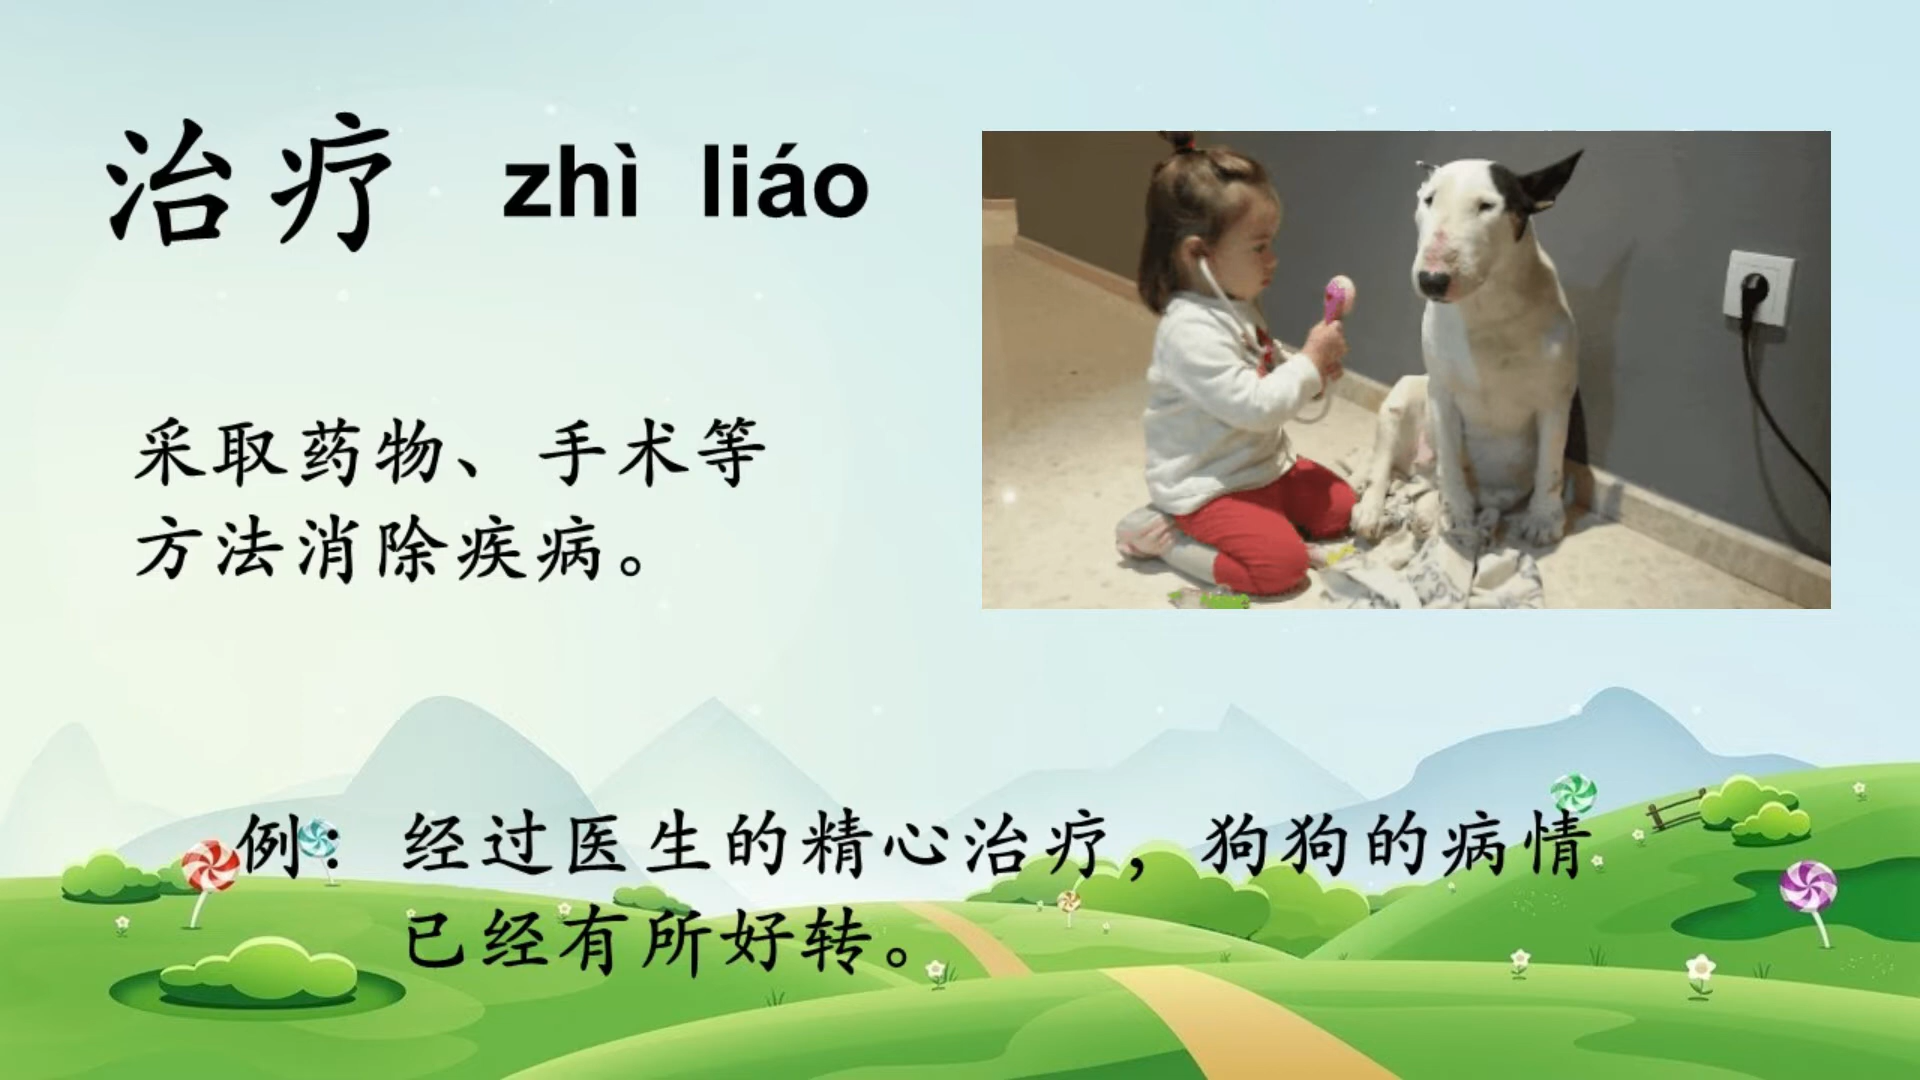 治疗 zhì liáo
采取药物、手术等
方法消除疾病。
例：经过医生的精心治疗，狗狗的病情
已经有所好转。